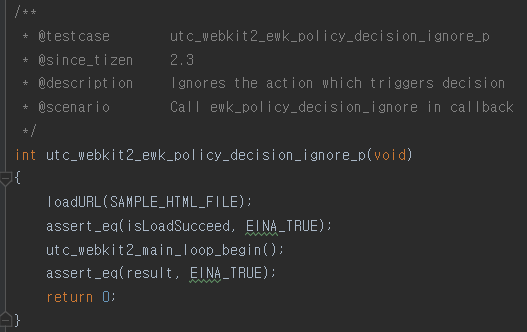 /**
 * @testcase        utc_webkit2_ewk_policy_decision_ignore_p
 * @since_tizen     2.3
 * @description     Ignores the action which triggers decision
 * @scenario        Call ewk_policy_decision_ignore in callback
 */
int utc_webkit2_ewk_policy_decision_ignore_p(void)
{
    loadURL(SAMPLE_HTML_FILE);
    assert_eq(isLoadSucceed, EINA_TRUE);
    utc_webkit2_main_loop_begin();
    assert_eq(result, EINA_TRUE);
    return 0;
}